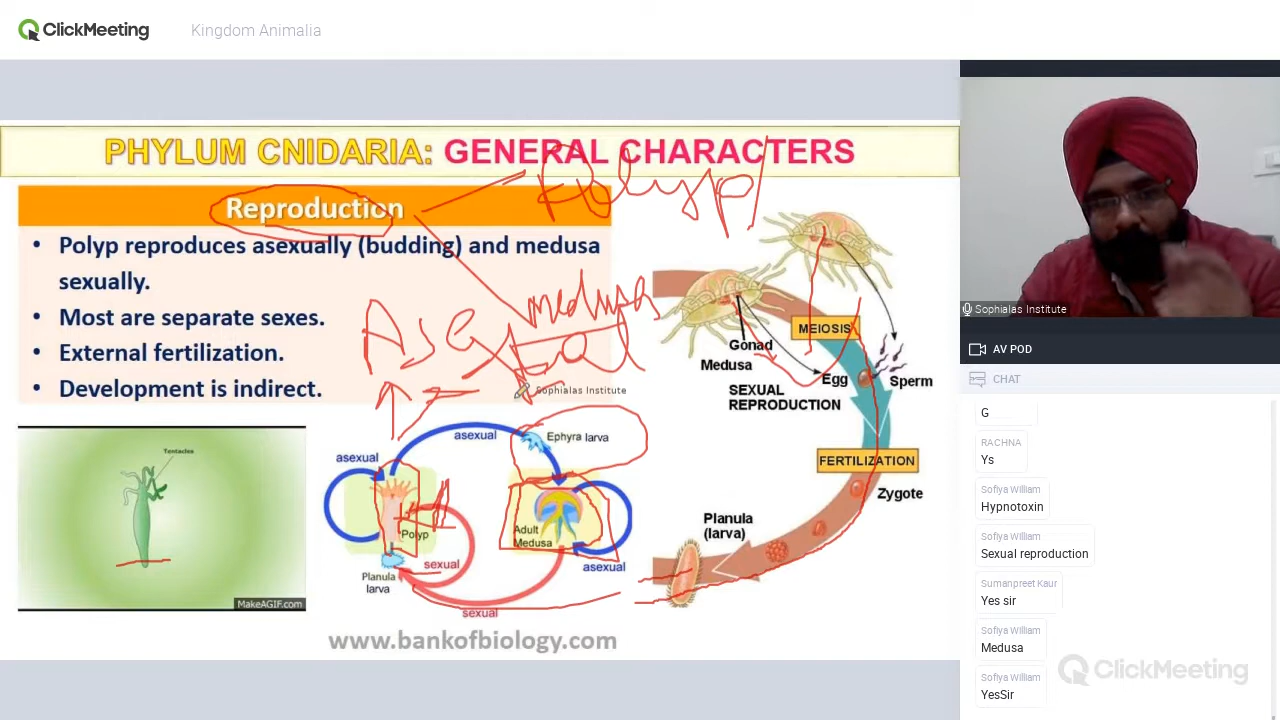 ClickMeeting
Kingdom Animalia
PHYLUM CNIDARIA: GENERAL CHARACTERS
Reproduction
• Polyp reproduces asexually (budding) and medusa
sexually.
• Most are separate sexes.
• External fertilization.
• Development is indirect.
Polyp
medusa
Asexual
Sophialas Institute
Tentacles
MakeAGIF.com
asexual
Ephyra larva
asexual
Polyp
Adult
Medusa
sexual
asexual
Planula
larva
sexual
www.bankofbiology.com
MEIOSIS
Gonad
Medusa
Egg
Sperm
SEXUAL
REPRODUCTION
FERTILIZATION
Zygote
Planula
(larva)
Sophialas Institute
AV POD
CHAT
G
RACHNA
Ys
Sofiya William
Hypnotoxin
Sofiya William
Sexual reproduction
Sumanpreet Kaur
Yes sir
Sofiya William
Medusa
Sofiya William
YesSir
ClickMeeting